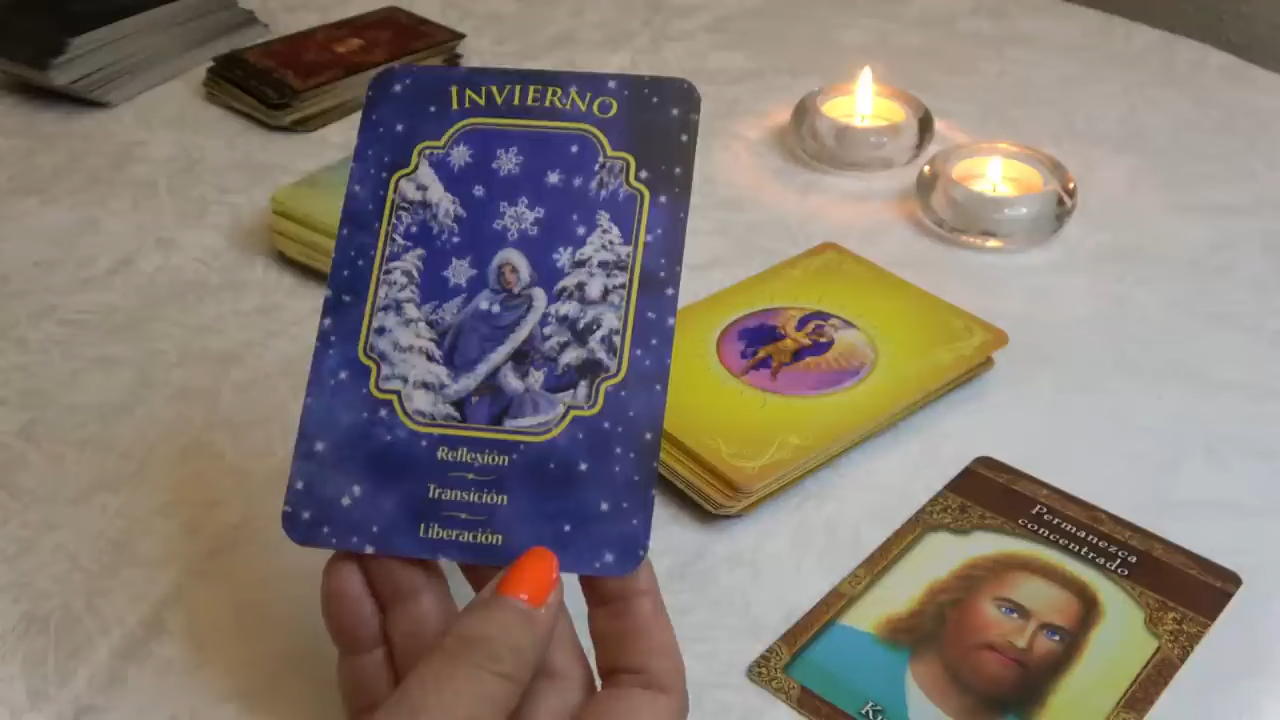 INVIERNO
Reflexión
Transición
Liberación
Permanezca
concentrado